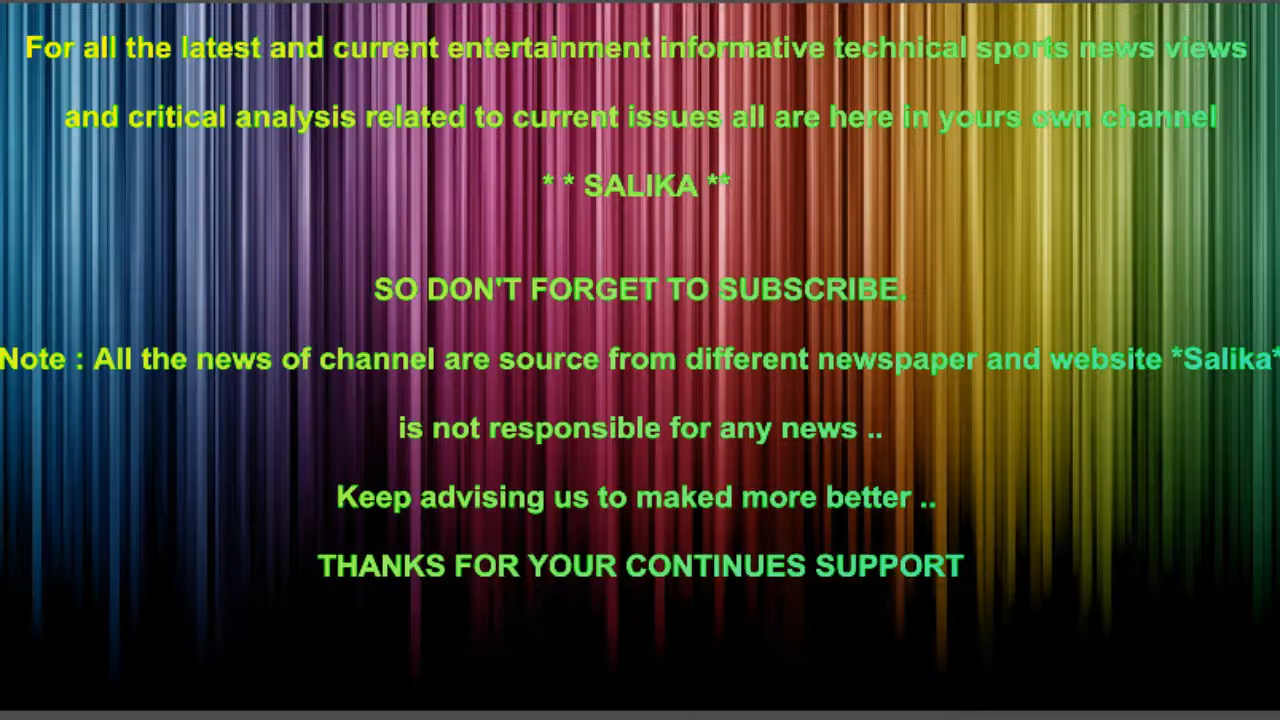 For all the latest and current entertainment informative technical sports news views
and critical analysis related to current issues all are here in yours own channel
* * SALIKA **
SO DON'T FORGET TO SUBSCRIBE.
Note : All the news of channel are source from different newspaper and website *Salika*
is not responsible for any news ..
Keep advising us to maked more better ..
THANKS FOR YOUR CONTINUES SUPPORT